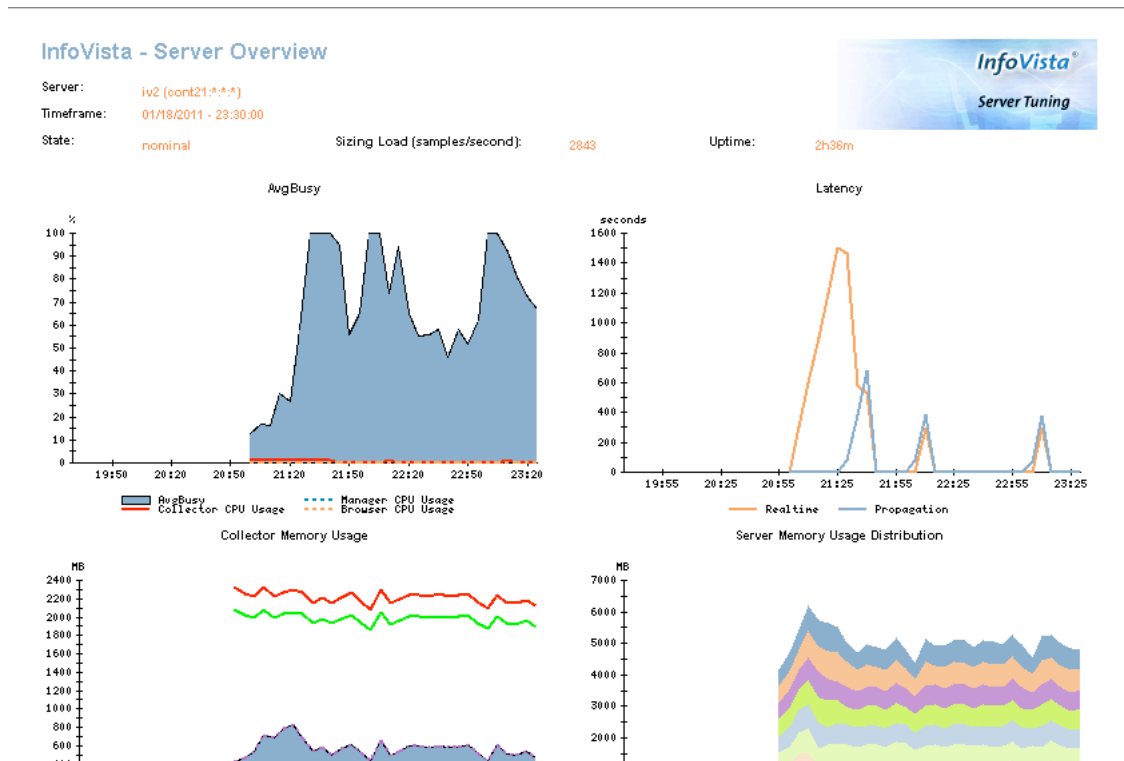 InfoVista - Server Overview
InfoVista®
Server Tuning
Server: iv2 (cont21:*:*:*)
Timeframe: 01/18/2011 - 23:30:00
State: nominal Sizing Load (samples/second): 2843 Uptime: 2h36m
AvgBusy
%
100
90
80
70
60
50
40
30
20
10
0
19:50 20:20 20:50 21:20 21:50 22:20 22:50 23:20
AvgBusy Manager CPU Usage
Collector CPU Usage Browser CPU Usage
Latency
seconds
1600
1400
1200
1000
800
600
400
200
0
19:55 20:25 20:55 21:25 21:55 22:25 22:55 23:25
Realtime Propagation
Collector Memory Usage
MB
2400
2200
2000
1800
1600
1400
1200
1000
800
600
Server Memory Usage Distribution
MB
7000
6000
5000
4000
3000
2000